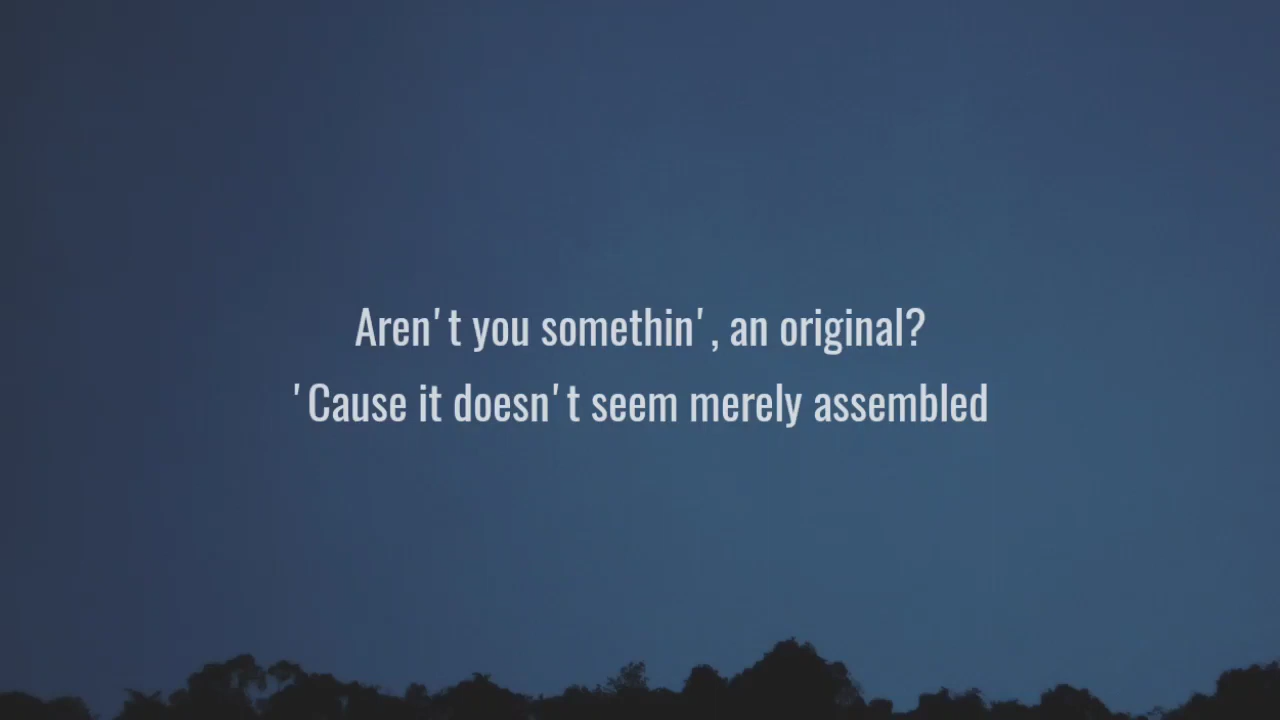 Aren't you somethin', an original?
'Cause it doesn't seem merely assembled